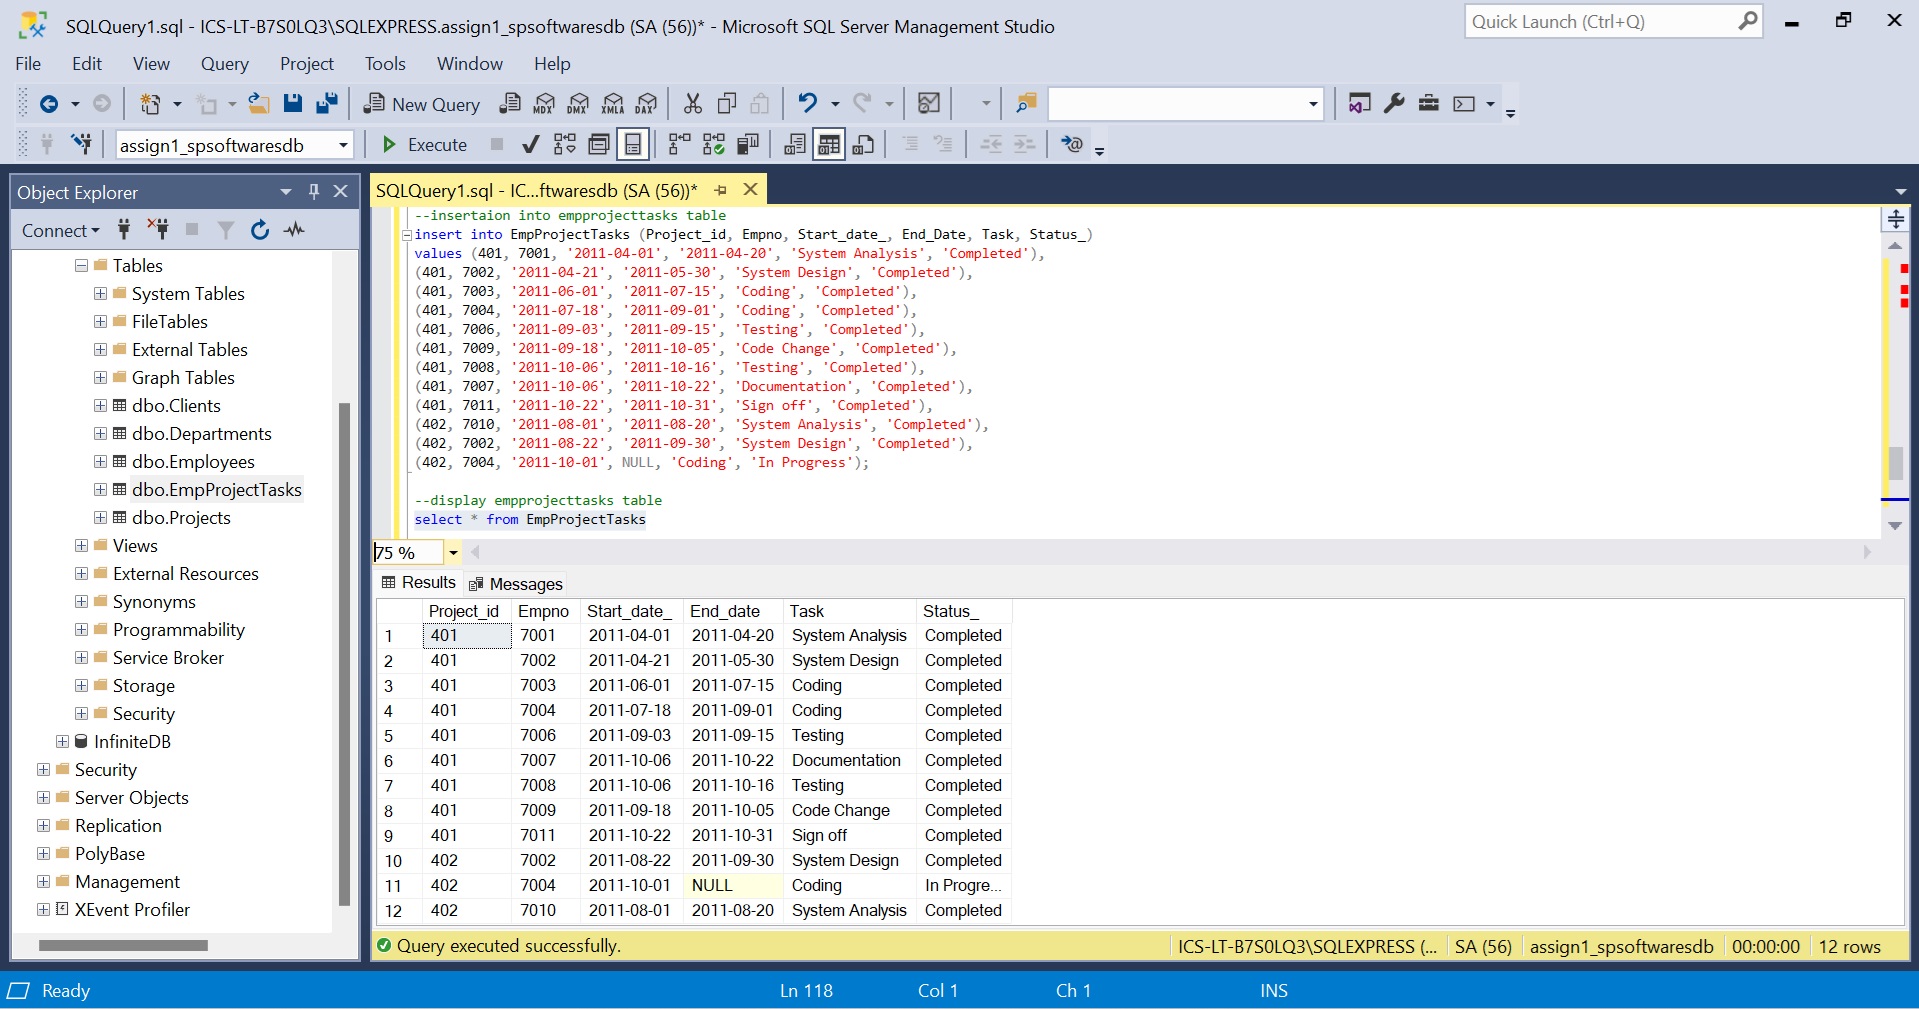 SQLQuery1.sql - ICS-LT-B7S0LQ3\SQLEXPRESS.assign1_spsoftwaresdb (SA (56))* - Microsoft SQL Server Management Studio
Quick Launch (Ctrl+Q)
File Edit View Query Project Tools Window Help
New Query MDX DMX XMLA DAX
assign1_spsoftwaresdb Execute
Object Explorer
Connect
Tables
System Tables
FileTables
External Tables
Graph Tables
dbo.Clients
dbo.Departments
dbo.Employees
dbo.EmpProjectTasks
dbo.Projects
Views
External Resources
Synonyms
Programmability
Service Broker
Storage
Security
InfiniteDB
Security
Server Objects
Replication
PolyBase
Management
XEvent Profiler
SQLQuery1.sql - IC...ftwaresdb (SA (56))*
--insertaion into empprojecttasks table
insert into EmpProjectTasks (Project_id, Empno, Start_date_, End_Date, Task, Status_)
values (401, 7001, '2011-04-01', '2011-04-20', 'System Analysis', 'Completed'),
(401, 7002, '2011-04-21', '2011-05-30', 'System Design', 'Completed'),
(401, 7003, '2011-06-01', '2011-07-15', 'Coding', 'Completed'),
(401, 7004, '2011-07-18', '2011-09-01', 'Coding', 'Completed'),
(401, 7006, '2011-09-03', '2011-09-15', 'Testing', 'Completed'),
(401, 7009, '2011-09-18', '2011-10-05', 'Code Change', 'Completed'),
(401, 7008, '2011-10-06', '2011-10-16', 'Testing', 'Completed'),
(401, 7007, '2011-10-06', '2011-10-22', 'Documentation', 'Completed'),
(401, 7011, '2011-10-22', '2011-10-31', 'Sign off', 'Completed'),
(402, 7010, '2011-08-01', '2011-08-20', 'System Analysis', 'Completed'),
(402, 7002, '2011-08-22', '2011-09-30', 'System Design', 'Completed'),
(402, 7004, '2011-10-01', NULL, 'Coding', 'In Progress');
--display empprojecttasks table
select * from EmpProjectTasks
75 %
Results Messages
Project_id Empno Start_date_ End_date Task Status_
1 401 7001 2011-04-01 2011-04-20 System Analysis Completed
2 401 7002 2011-04-21 2011-05-30 System Design Completed
3 401 7003 2011-06-01 2011-07-15 Coding Completed
4 401 7004 2011-07-18 2011-09-01 Coding Completed
5 401 7006 2011-09-03 2011-09-15 Testing Completed
6 401 7007 2011-10-06 2011-10-22 Documentation Completed
7 401 7008 2011-10-06 2011-10-16 Testing Completed
8 401 7009 2011-09-18 2011-10-05 Code Change Completed
9 401 7011 2011-10-22 2011-10-31 Sign off Completed
10 402 7002 2011-08-22 2011-09-30 System Design Completed
11 402 7004 2011-10-01 NULL Coding In Progre...
12 402 7010 2011-08-01 2011-08-20 System Analysis Completed
Query executed successfully. ICS-LT-B7S0LQ3\SQLEXPRESS (... SA (56) assign1_spsoftwaresdb 00:00:00 12 rows
Ready Ln 118 Col 1 Ch 1 INS